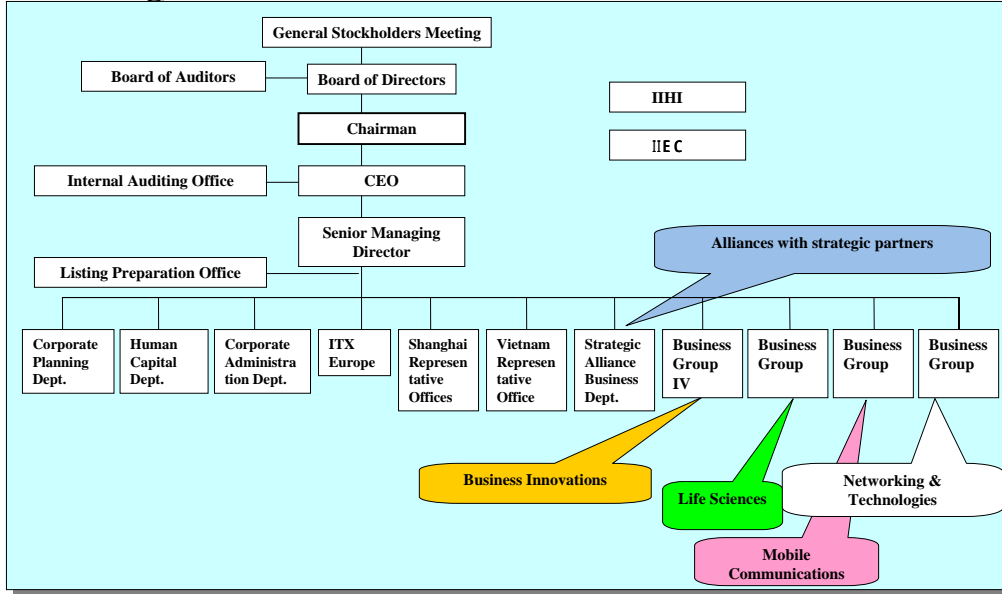 General Stockholders Meeting
Board of Auditors
Board of Directors
IIHI
Chairman
IIEC
Internal Auditing Office
CEO
Senior Managing
Director
Alliances with strategic partners
Listing Preparation Office
Corporate
Planning
Dept.
Human
Capital
Dept.
Corporate
Administra
tion Dept.
ITX
Europe
Shanghai
Represen
tative
Offices
Vietnam
Represen
tative
Office
Strategic
Alliance
Business
Dept.
Business
Group
IV
Business
Group
Business
Group
Business
Group
Business Innovations
Life Sciences
Networking &
Technologies
Mobile
Communications